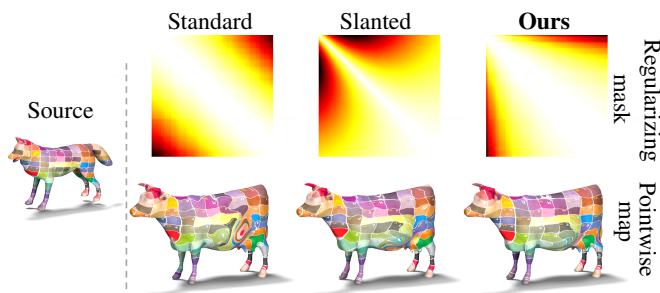 Standard
Slanted
Ours
Source
Regularizing
mask
Pointwise
map